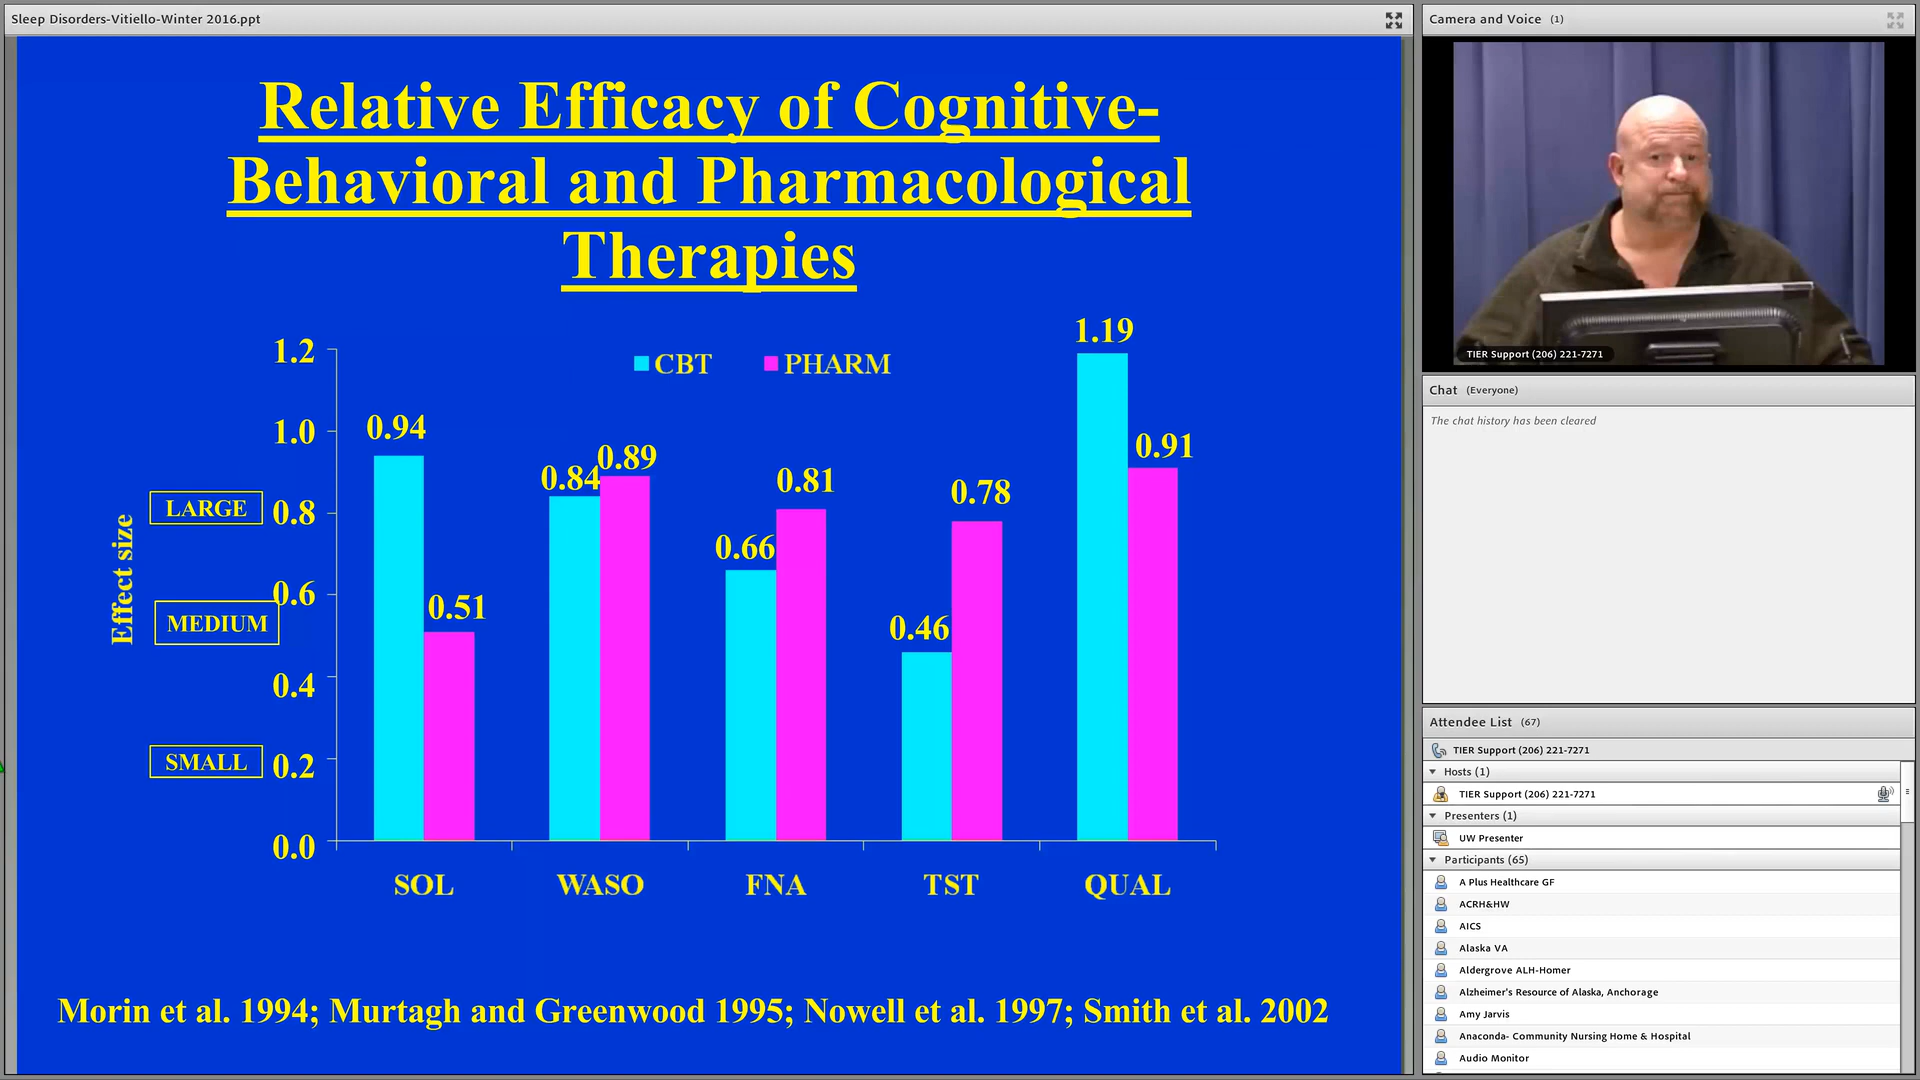 Sleep Disorders-Vitiello-Winter 2016.ppt
Relative Efficacy of Cognitive-
Behavioral and Pharmacological
Therapies
CBT PHARM
Effect size
LARGE
MEDIUM
SMALL
1.2
1.0
0.8
0.6
0.4
0.2
0.0
0.94
0.51
0.84
0.89
0.66
0.81
0.46
0.78
1.19
0.91
SOL WASO FNA TST QUAL
Morin et al. 1994; Murtagh and Greenwood 1995; Nowell et al. 1997; Smith et al. 2002
Camera and Voice (1)
TIER Support (206) 221-7271
Chat (Everyone)
The chat history has been cleared
Attendee List (67)
TIER Support (206) 221-7271
Hosts (1)
TIER Support (206) 221-7271
Presenters (1)
UW Presenter
Participants (65)
A Plus Healthcare GF
ACRH&HW
AICS
Alaska VA
Aldergrove ALH-Homer
Alzheimer's Resource of Alaska, Anchorage
Amy Jarvis
Anaconda- Community Nursing Home & Hospital
Audio Monitor